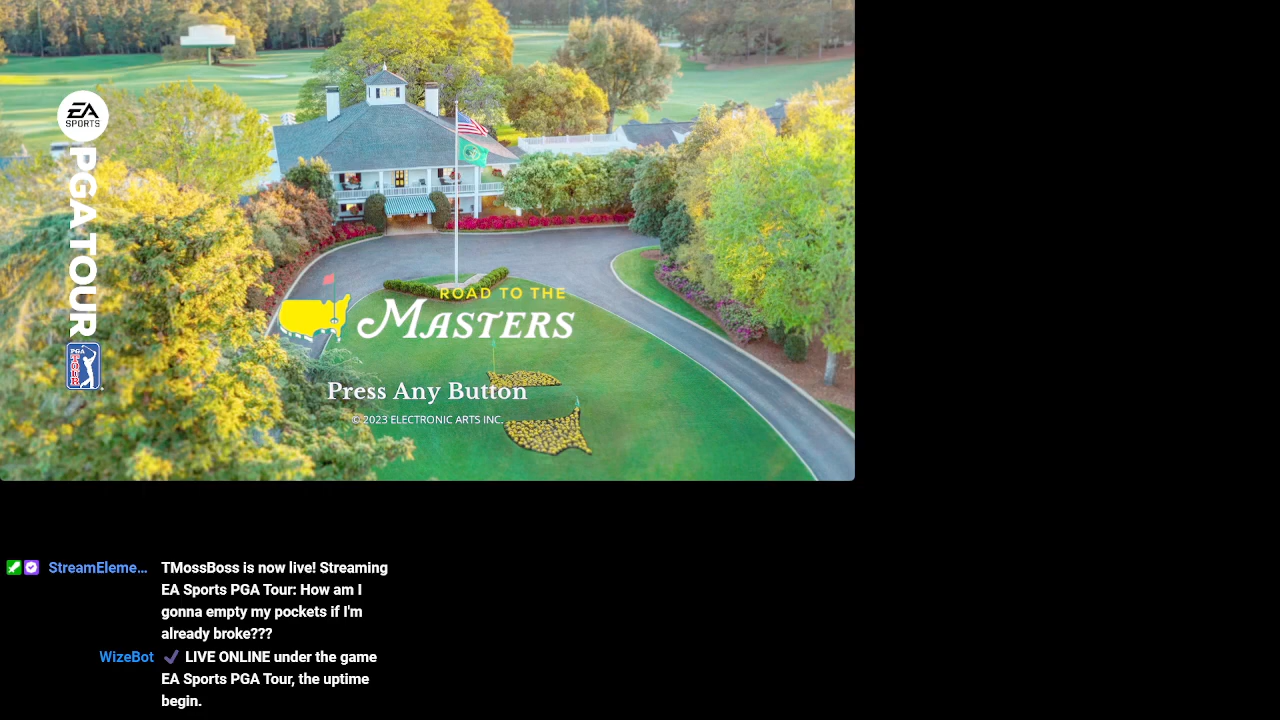 EA
SPORTS
PGA TOUR
PGA
TOUR
ROAD TO THE
MASTERS
Press Any Button
© 2023 ELECTRONIC ARTS INC.
StreamEleme... TMossBoss is now live! Streaming
EA Sports PGA Tour: How am I
gonna empty my pockets if I'm
already broke???
WizeBot LIVE ONLINE under the game
EA Sports PGA Tour, the uptime
begin.